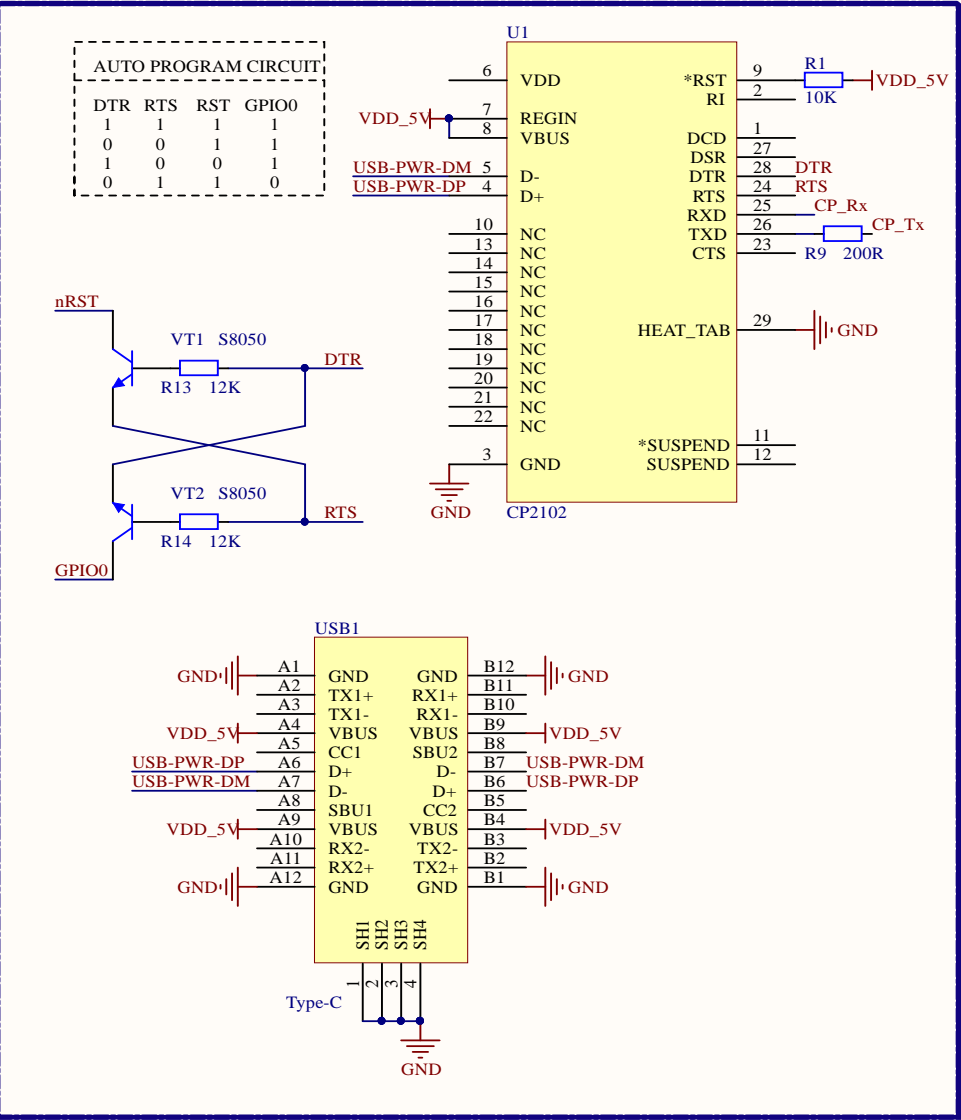 AUTO PROGRAM CIRCUIT
DTR RTS RST GPIO0
1 1 1 1
0 0 1 1
1 0 0 1
0 1 1 0
U1
6 VDD
VDD_5V 7 REGIN
8 VBUS
USB-PWR-DM 5 D-
USB-PWR-DP 4 D+
10 NC
13 NC
14 NC
15 NC
16 NC
17 NC
18 NC
19 NC
20 NC
21 NC
22 NC
3 GND
GND
*RST 9 R1 10K VDD_5V
RI 2
DCD 1
DSR 27
DTR 28 DTR
RTS 24 RTS
RXD 25 CP_Rx
TXD 26 R9 200R CP_Tx
CTS 23
HEAT_TAB 29 GND
*SUSPEND 11
SUSPEND 12
CP2102
nRST
VT1 S8050
DTR
R13 12K
VT2 S8050
RTS
R14 12K
GPIO0
USB1
GND A1 GND GND B12 GND
A2 TX1+ RX1+ B11
A3 TX1- RX1- B10
VDD_5V A4 VBUS VBUS B9 VDD_5V
A5 CC1 SBU2 B8
USB-PWR-DP A6 D+ D- B7 USB-PWR-DM
USB-PWR-DM A7 D- D+ B6 USB-PWR-DP
A8 SBU1 CC2 B5
VDD_5V A9 VBUS VBUS B4 VDD_5V
A10 RX2- TX2- B3
A11 RX2+ TX2+ B2
GND A12 GND GND B1 GND
SH1 SH2 SH3 SH4
1 2 3 4
Type-C
GND